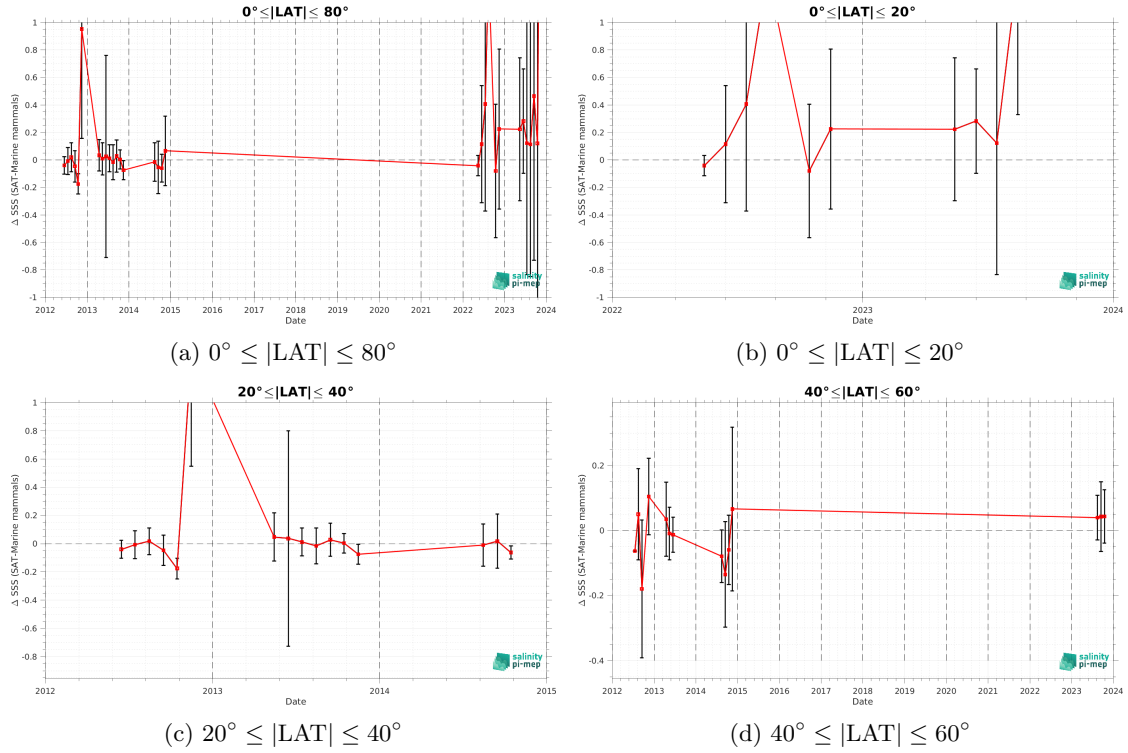 0°≤|LAT|≤ 80°
Δ SSS (SAT-Marine mammals)
1
0.8
0.6
0.4
0.2
0
-0.2
-0.4
-0.6
-0.8
-1
2012 2013 2014 2015 2016 2017 2018 2019 2020 2021 2022 2023 2024
Date
salinity
pi-mep
(a) 0° ≤ |LAT| ≤ 80°
0°≤|LAT|≤ 20°
Δ SSS (SAT-Marine mammals)
1
0.8
0.6
0.4
0.2
0
-0.2
-0.4
-0.6
-0.8
-1
2022 2023 2024
Date
salinity
pi-mep
(b) 0° ≤ |LAT| ≤ 20°
20°≤|LAT|≤ 40°
Δ SSS (SAT-Marine mammals)
1
0.8
0.6
0.4
0.2
0
-0.2
-0.4
-0.6
-0.8
2012 2013 2014 2015
Date
salinity
pi-mep
(c) 20° ≤ |LAT| ≤ 40°
40°≤|LAT|≤ 60°
Δ SSS (SAT-Marine mammals)
0.2
0
-0.2
-0.4
2012 2013 2014 2015 2016 2017 2018 2019 2020 2021 2022 2023 2024
Date
salinity
pi-mep
(d) 40° ≤ |LAT| ≤ 60°